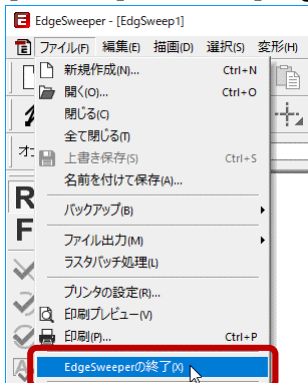 EdgeSweeper - [EdgSweep1]
ファイル(F) 編集(E) 描画(D) 選択(S) 変形(H)
新規作成(N)... Ctrl+N
開く(O)... Ctrl+O
閉じる(C)
全て閉じる(T)
上書き保存(S) Ctrl+S
名前を付けて保存(A)...
バックアップ(B)
ファイル出力(M)
ラスタバッチ処理(L)
プリンタの設定(R)...
印刷プレビュー(V)
印刷(P)... Ctrl+P
EdgeSweeperの終了(X)
R
F